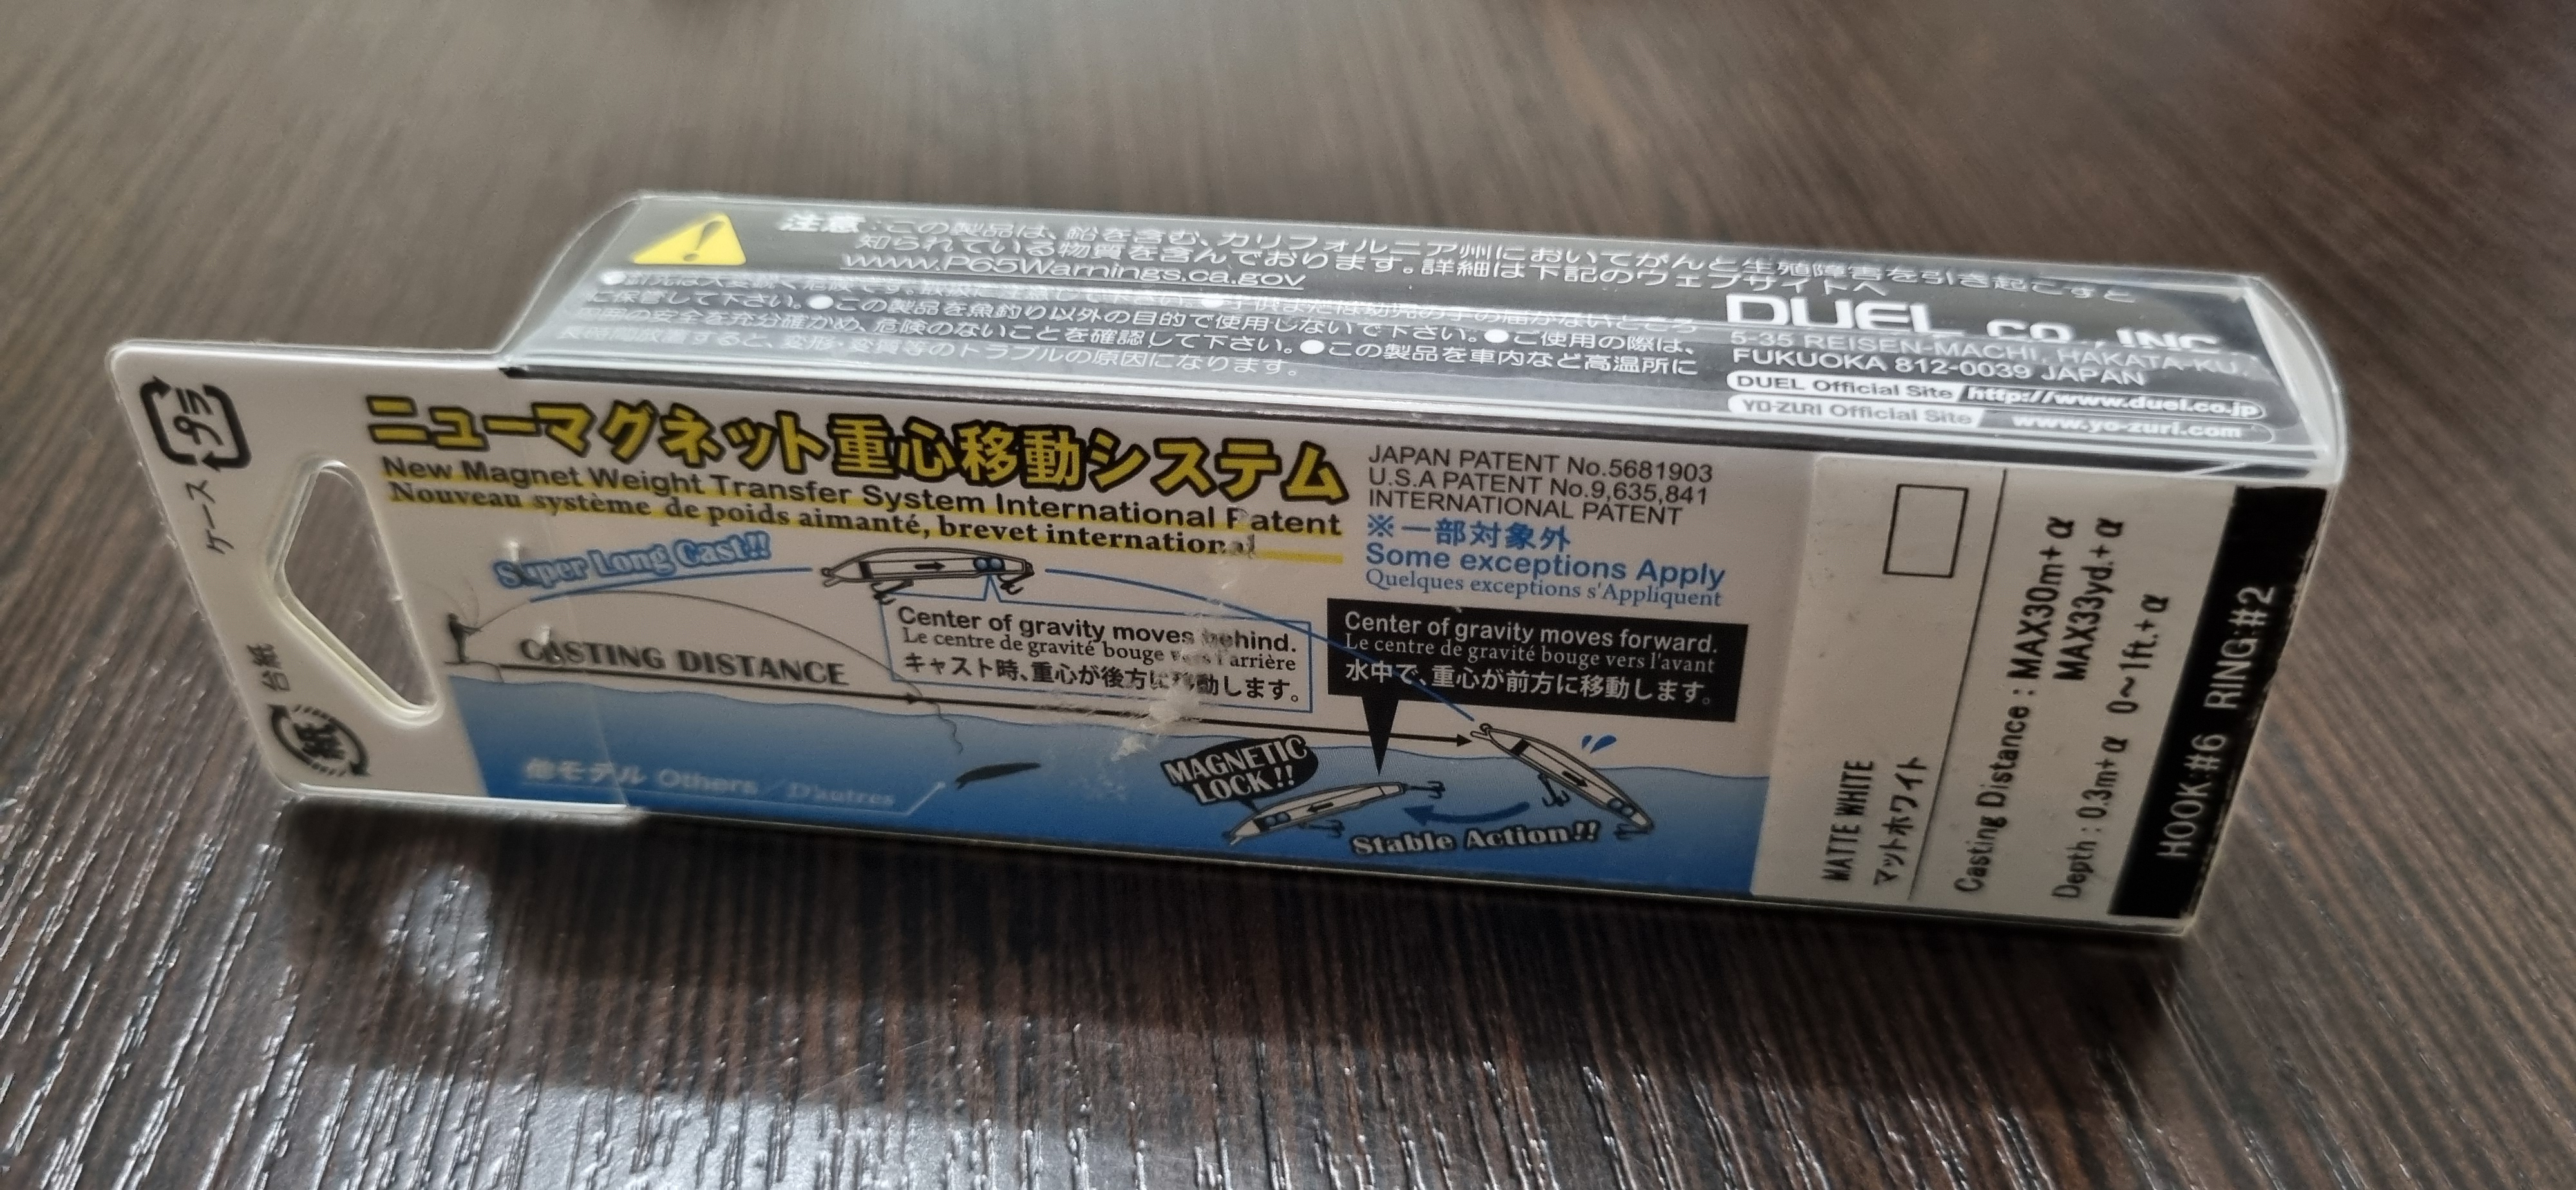 注意:この製品は、鉛を含む、カリフォルニア州においてがんと生殖障害を引き起こすと
知られている物質を含んでおります。詳細は下記のウェブサイトへ
www.P65Warnings.ca.gov
に保管して下さい。●この製品を魚釣り以外の目的で使用しないで下さい。●ご使用の際は、
の安全を充分確かめ、危険のないことを確認して下さい。●この製品を車内など高温所に
長時間放置すると、変形・変質等のトラブルの原因になります。
DUEL CO., INC.
5-35 REISEN-MACHI, HAKATA-KU,
FUKUOKA 812-0039 JAPAN
DUEL Official Site http://www.duel.co.jp
YO-ZURI Official Site www.yo-zuri.com
プラ
ケース
台紙
紙
ニューマグネット重心移動システム
New Magnet Weight Transfer System International Patent
Nouveau système de poids aimanté, brevet international
JAPAN PATENT No.5681903
U.S.A PATENT No.9,635,841
INTERNATIONAL PATENT
※一部対象外
Some exceptions Apply
Quelques exceptions s'Appliquent
Super Long Cast!!
CASTING DISTANCE
Center of gravity moves behind.
Le centre de gravité bouge vers l'arrière
キャスト時、重心が後方に移動します。
Center of gravity moves forward.
Le centre de gravité bouge vers l'avant
水中で、重心が前方に移動します。
他モデル Others / D'autres
MAGNETIC
LOCK!!
Stable Action!!
MATTE WHITE
マットホワイト
Casting Distance : MAX30m+α
MAX33yd.+α
Depth : 0.3m+α 0~1ft.+α
HOOK:#6 RING:#2